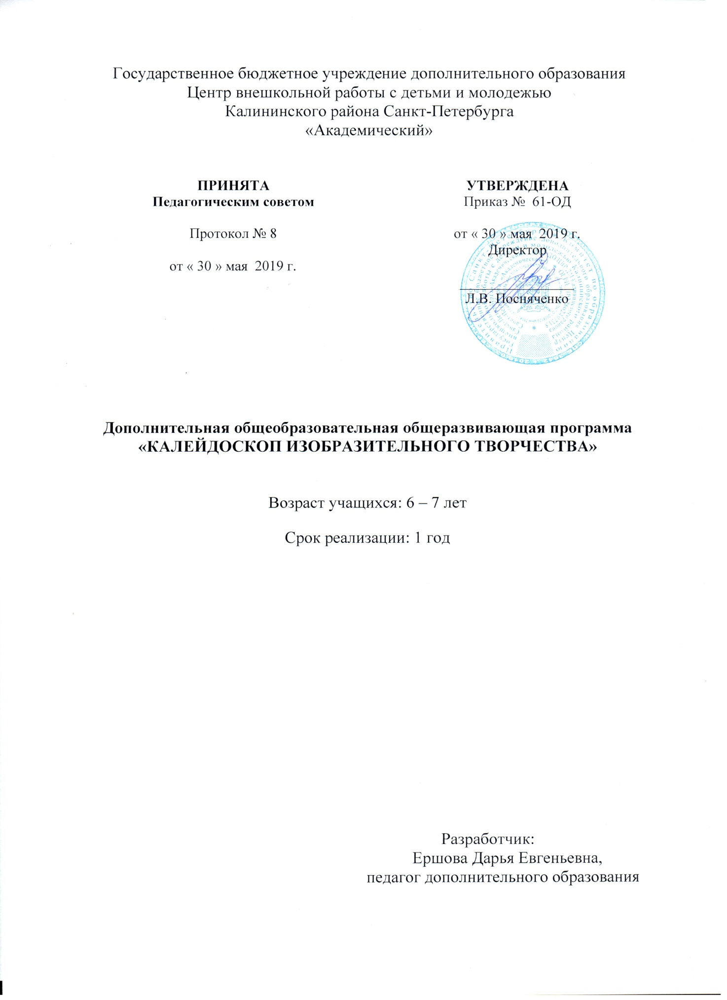 Государственное бюджетное учреждение дополнительного образования
Центр внешкольной работы с детьми и молодежью
Калининского района Санкт-Петербурга
«Академический»
ПРИНЯТА
Педагогическим советом
Протокол № 8
от « 30 » мая 2019 г.
УТВЕРЖДЕНА
Приказ № 61-ОД
от « 30 » мая 2019 г.
Директор
Л.В. Посняченко
Дополнительная общеобразовательная общеразвивающая программа
«КАЛЕЙДОСКОП ИЗОБРАЗИТЕЛЬНОГО ТВОРЧЕСТВА»
Возраст учащихся: 6 – 7 лет
Срок реализации: 1 год
Разработчик:
Ершова Дарья Евгеньевна,
педагог дополнительного образования